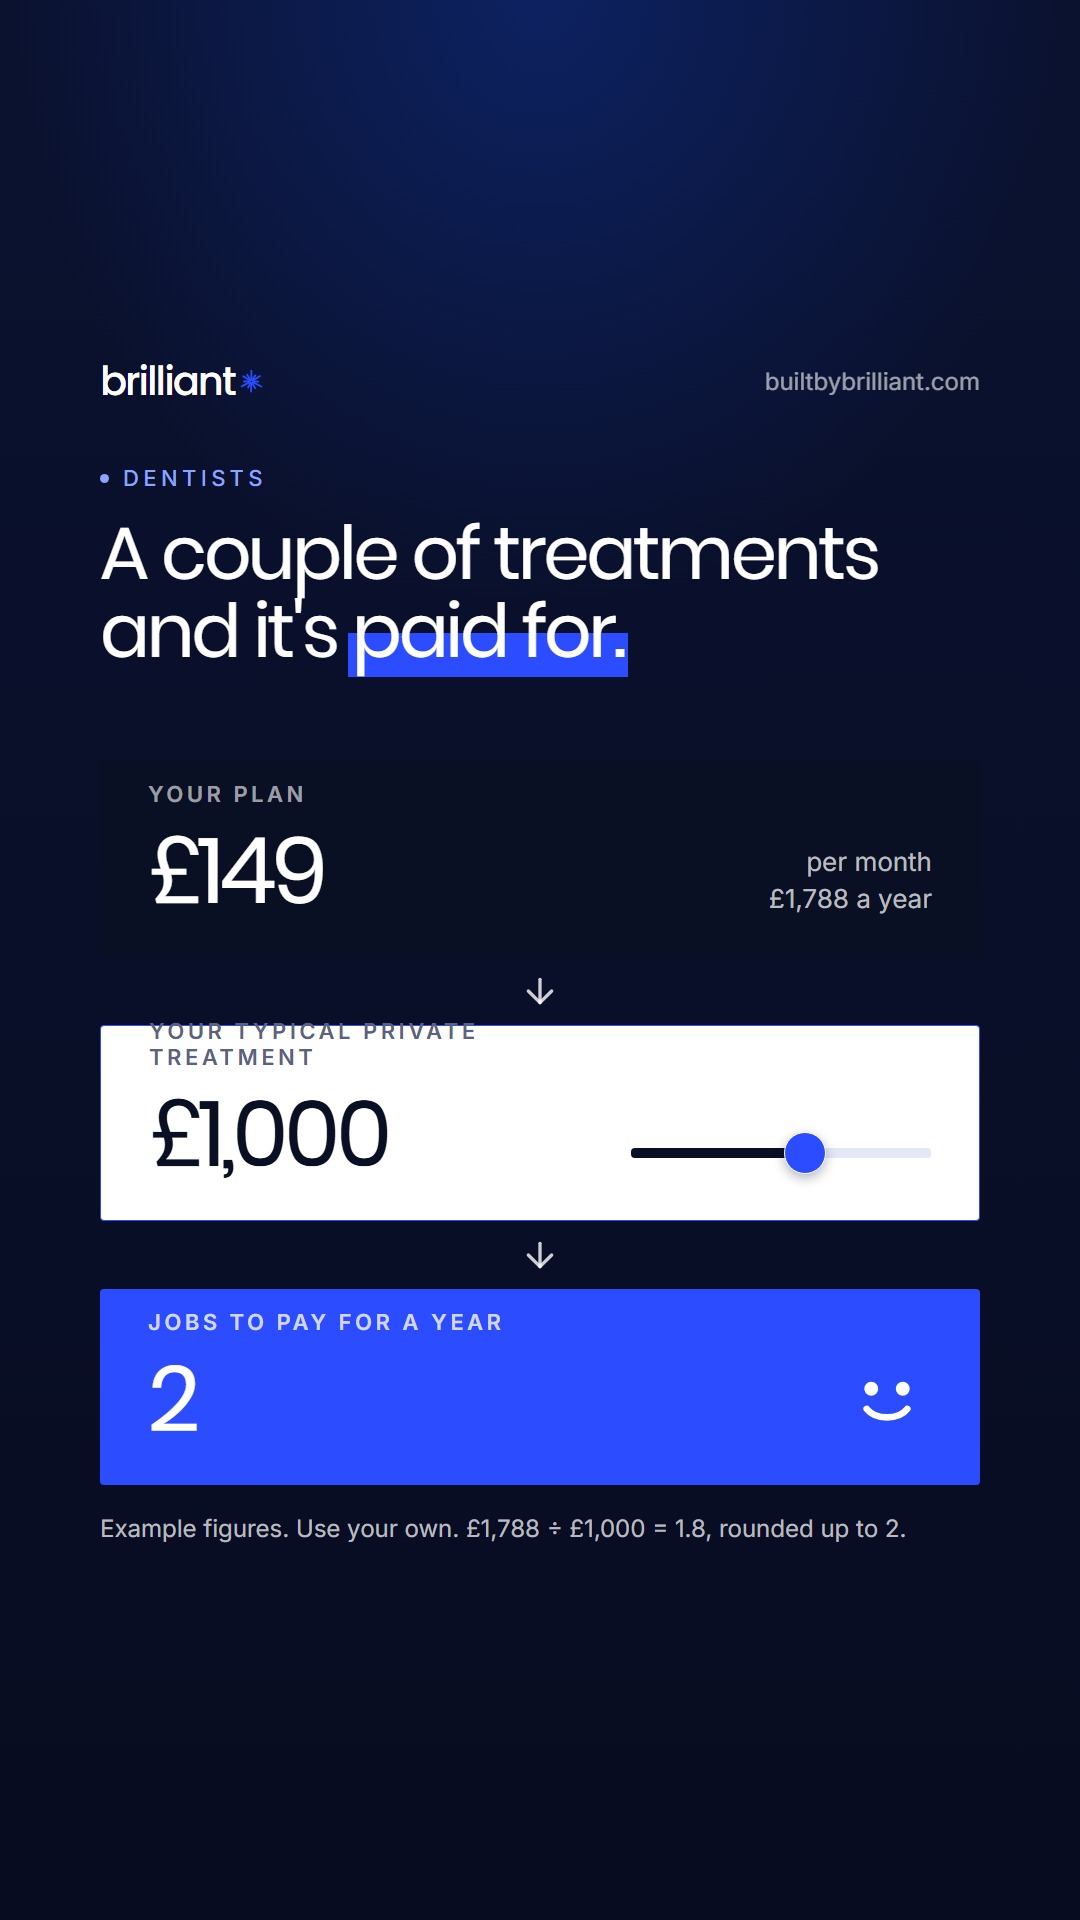 brilliant
builtbybrilliant.com
DENTISTS
A couple of treatments
and it's paid for.
YOUR PLAN
£149
per month
£1,788 a year
YOUR TYPICAL PRIVATE
TREATMENT
£1,000
JOBS TO PAY FOR A YEAR
2
Example figures. Use your own. £1,788 ÷ £1,000 = 1.8, rounded up to 2.